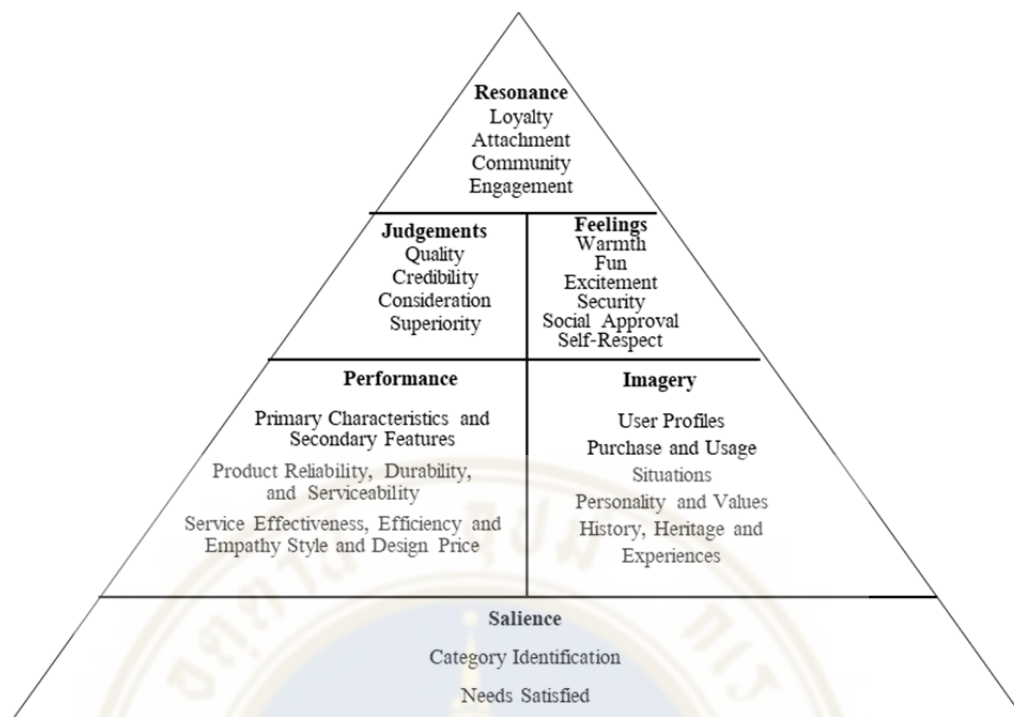 Resonance
Loyalty
Attachment
Community
Engagement
Judgements
Quality
Credibility
Consideration
Superiority
Feelings
Warmth
Fun
Excitement
Security
Social Approval
Self-Respect
Performance
Primary Characteristics and
Secondary Features
Product Reliability, Durability,
and Serviceability
Service Effectiveness, Efficiency and
Empathy Style and Design Price
Imagery
User Profiles
Purchase and Usage
Situations
Personality and Values
History, Heritage and
Experiences
Salience
Category Identification
Needs Satisfied